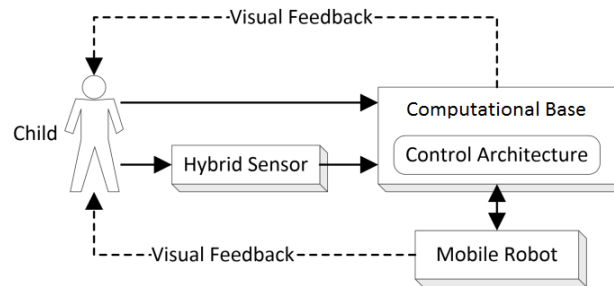 Visual Feedback
Computational Base
Child
Control Architecture
Hybrid Sensor
Visual Feedback
Mobile Robot